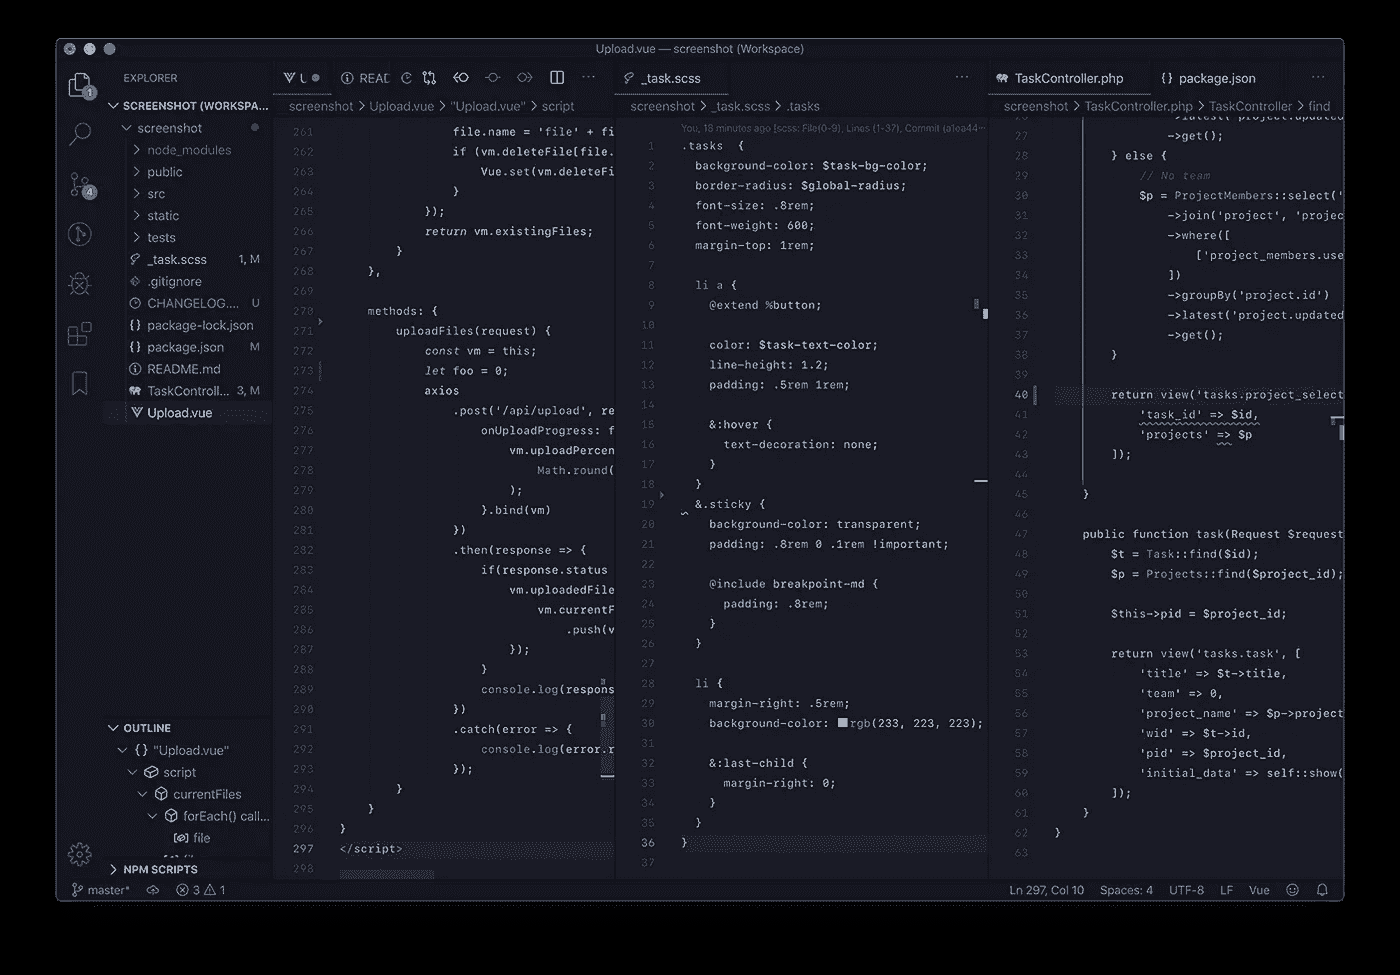 Upload.vue — screenshot (Workspace)
EXPLORER
SCREENSHOT (WORKSPA...
screenshot
node_modules
public
src
static
tests
_task.scss 1, M
.gitignore
CHANGELOG.... U
package-lock.json
package.json M
README.md
TaskControll... 3, M
Upload.vue
OUTLINE
{} "Upload.vue"
script
currentFiles
forEach() call...
file
NPM SCRIPTS
1
4
READ
screenshot > Upload.vue > "Upload.vue" > script
261 file.name = 'file' + fi
262 if (vm.deleteFile[file.
263 Vue.set(vm.deleteFi
264 }
265 });
266 return vm.existingFiles;
267 }
268 },
269
270 methods: {
271 uploadFiles(request) {
272 const vm = this;
273 let foo = 0;
274 axios
275 .post('/api/upload', re
276 onUploadProgress: f
277 vm.uploadPercen
278 Math.round(
279 );
280 }.bind(vm)
281 })
282 .then(response => {
283 if(response.status
284 vm.uploadedFile
285 vm.currentF
286 .push(v
287 });
288 }
289 console.log(respons
290 })
291 .catch(error => {
292 console.log(error.r
293 });
294 }
295 }
296 }
297 </script>
298
_task.scss ...
screenshot > _task.scss > .tasks
You, 18 minutes ago [scss: File(0-9), Lines (1-37), Commit (a1ea44—
1 .tasks {
2 background-color: $task-bg-color;
3 border-radius: $global-radius;
4 font-size: .8rem;
5 font-weight: 600;
6 margin-top: 1rem;
7
8 li a {
9 @extend %button;
10
11 color: $task-text-color;
12 line-height: 1.2;
13 padding: .5rem 1rem;
14
15 &:hover {
16 text-decoration: none;
17 }
18 }
19 &.sticky {
20 background-color: transparent;
21 padding: .8rem 0 .1rem !important;
22
23 @include breakpoint-md {
24 padding: .8rem;
25 }
26 }
27
28 li {
29 margin-right: .5rem;
30 background-color: rgb(233, 223, 223);
31
32 &:last-child {
33 margin-right: 0;
34 }
35 }
36 }
37
TaskController.php {} package.json ...
screenshot > TaskController.php > TaskController > find
26 ->latest('project.updated
27 ->get();
28 } else {
29 // No team
30 $p = ProjectMembers::select('
31 ->join('project', 'projec
32 ->where([
33 ['project_members.use
34 ])
35 ->groupBy('project.id')
36 ->latest('project.updated
37 ->get();
38 }
39
40 return view('tasks.project_select
41 'task_id' => $id,
42 'projects' => $p
43 ]);
44
45 }
46
47 public function task(Request $request
48 $t = Task::find($id);
49 $p = Projects::find($project_id);
50
51 $this->pid = $project_id;
52
53 return view('tasks.task', [
54 'title' => $t->title,
55 'team' => 0,
56 'project_name' => $p->project
57 'wid' => $t->id,
58 'pid' => $project_id,
59 'initial_data' => self::show(
60 ]);
61 }
62 }
63
master* 3 1
Ln 297, Col 10 Spaces: 4 UTF-8 LF Vue